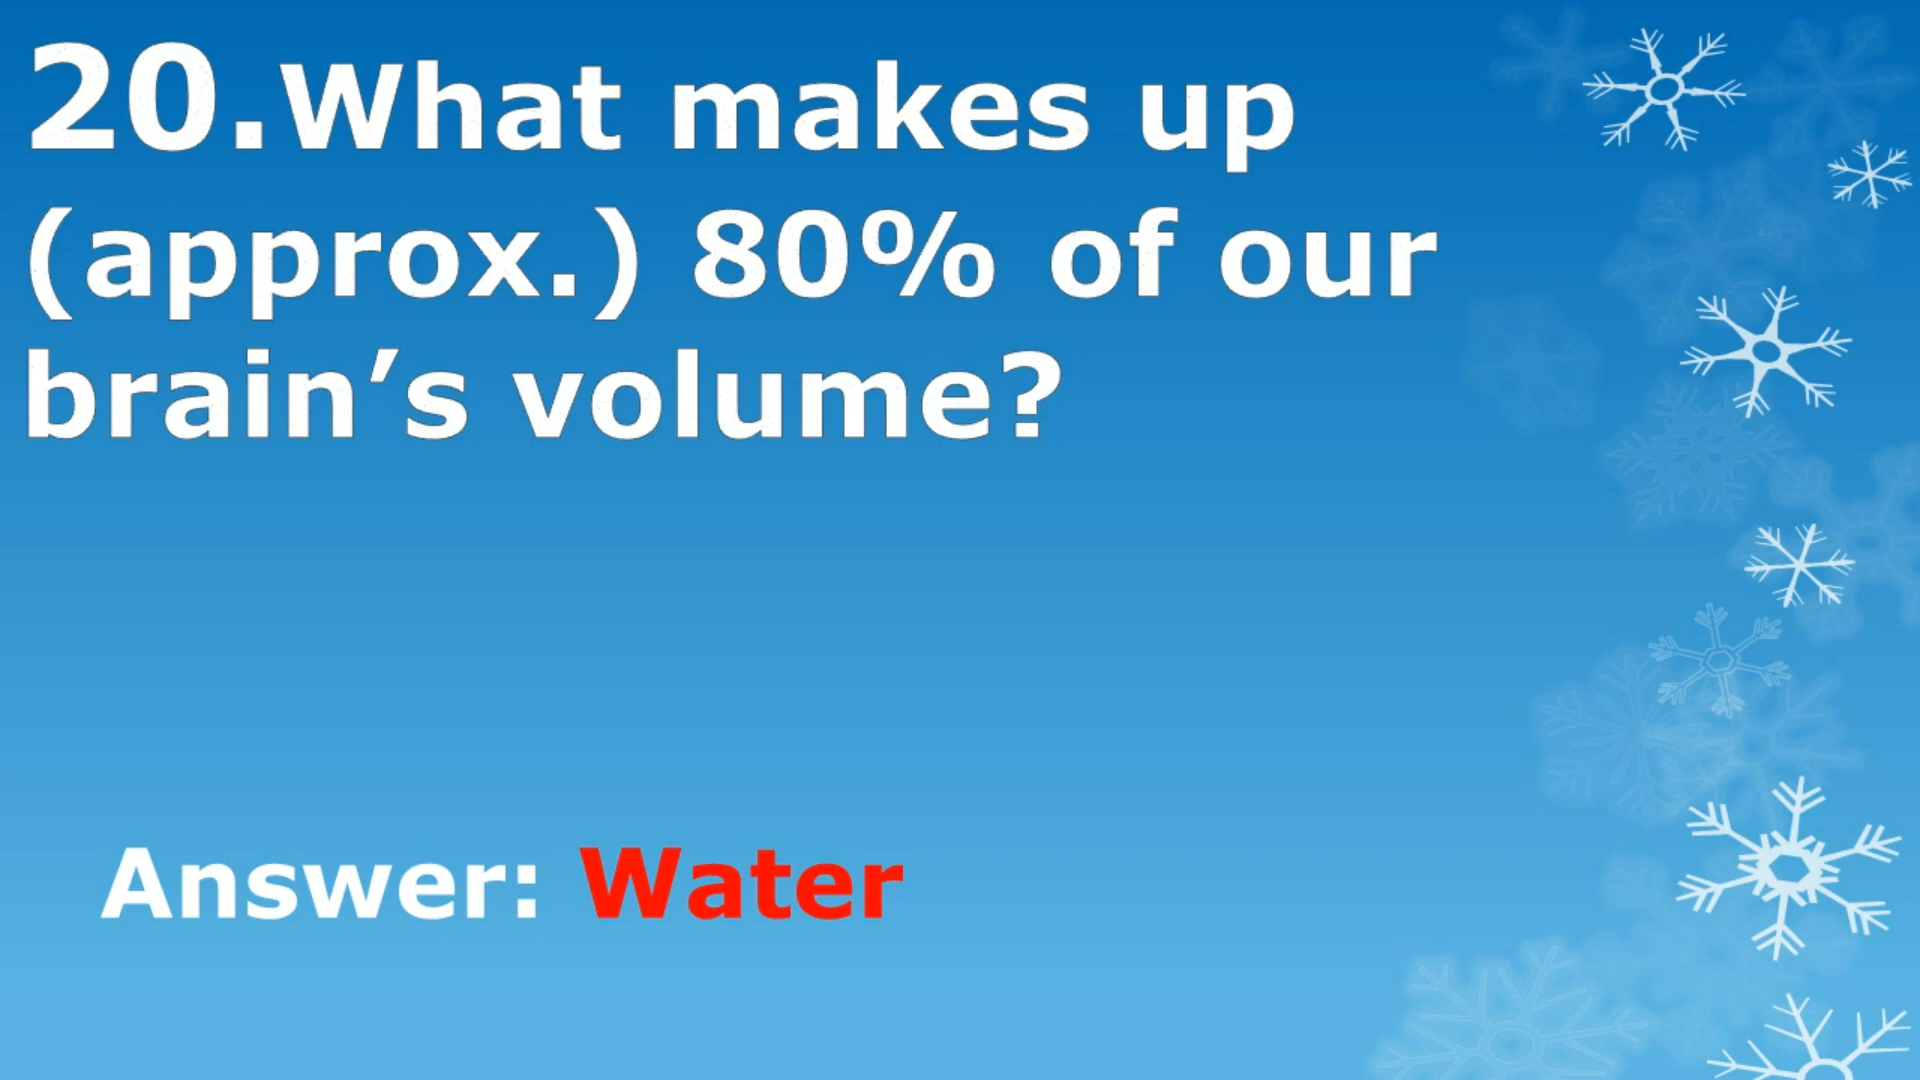 20.What makes up
(approx.) 80% of our
brain’s volume?
Answer: Water